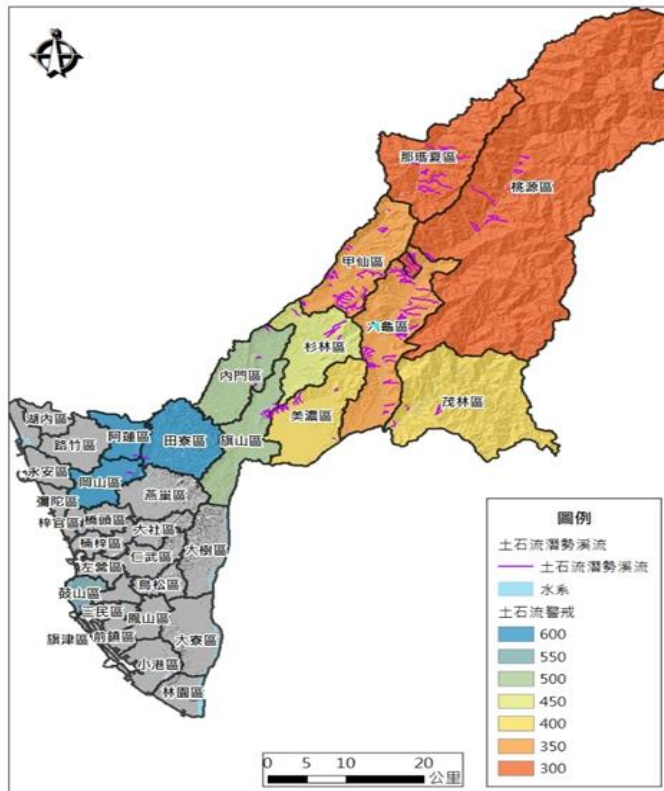 那瑪夏區
桃源區
甲仙區
六龜區
杉林區
內門區
茂林區
美濃區
旗山區
湖內區
阿蓮區
田寮區
路竹區
永安區
岡山區
燕巢區
彌陀區
梓官區
橋頭區
大社區
大樹區
楠梓區
仁武區
左營區
鳥松區
鼓山區
三民區
鳳山區
旗津區
前鎮區
大寮區
小港區
林園區
圖例
土石流潛勢溪流
土石流潛勢溪流
水系
土石流警戒
600
550
500
450
400
350
300
0 5 10 20
公里